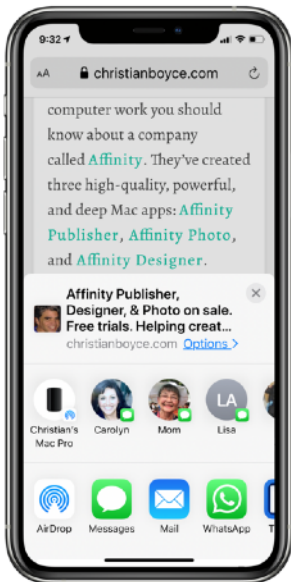 9:32
AA christianboyce.com
computer work you should
know about a company
called Affinity. They've created
three high-quality, powerful,
and deep Mac apps: Affinity
Publisher, Affinity Photo,
and Affinity Designer.
Affinity Publisher,
Designer, & Photo on sale.
Free trials. Helping creat...
christianboyce.com Options >
Christian's
Mac Pro
Carolyn
Mom
LA
Lisa
AirDrop
Messages
Mail
WhatsApp